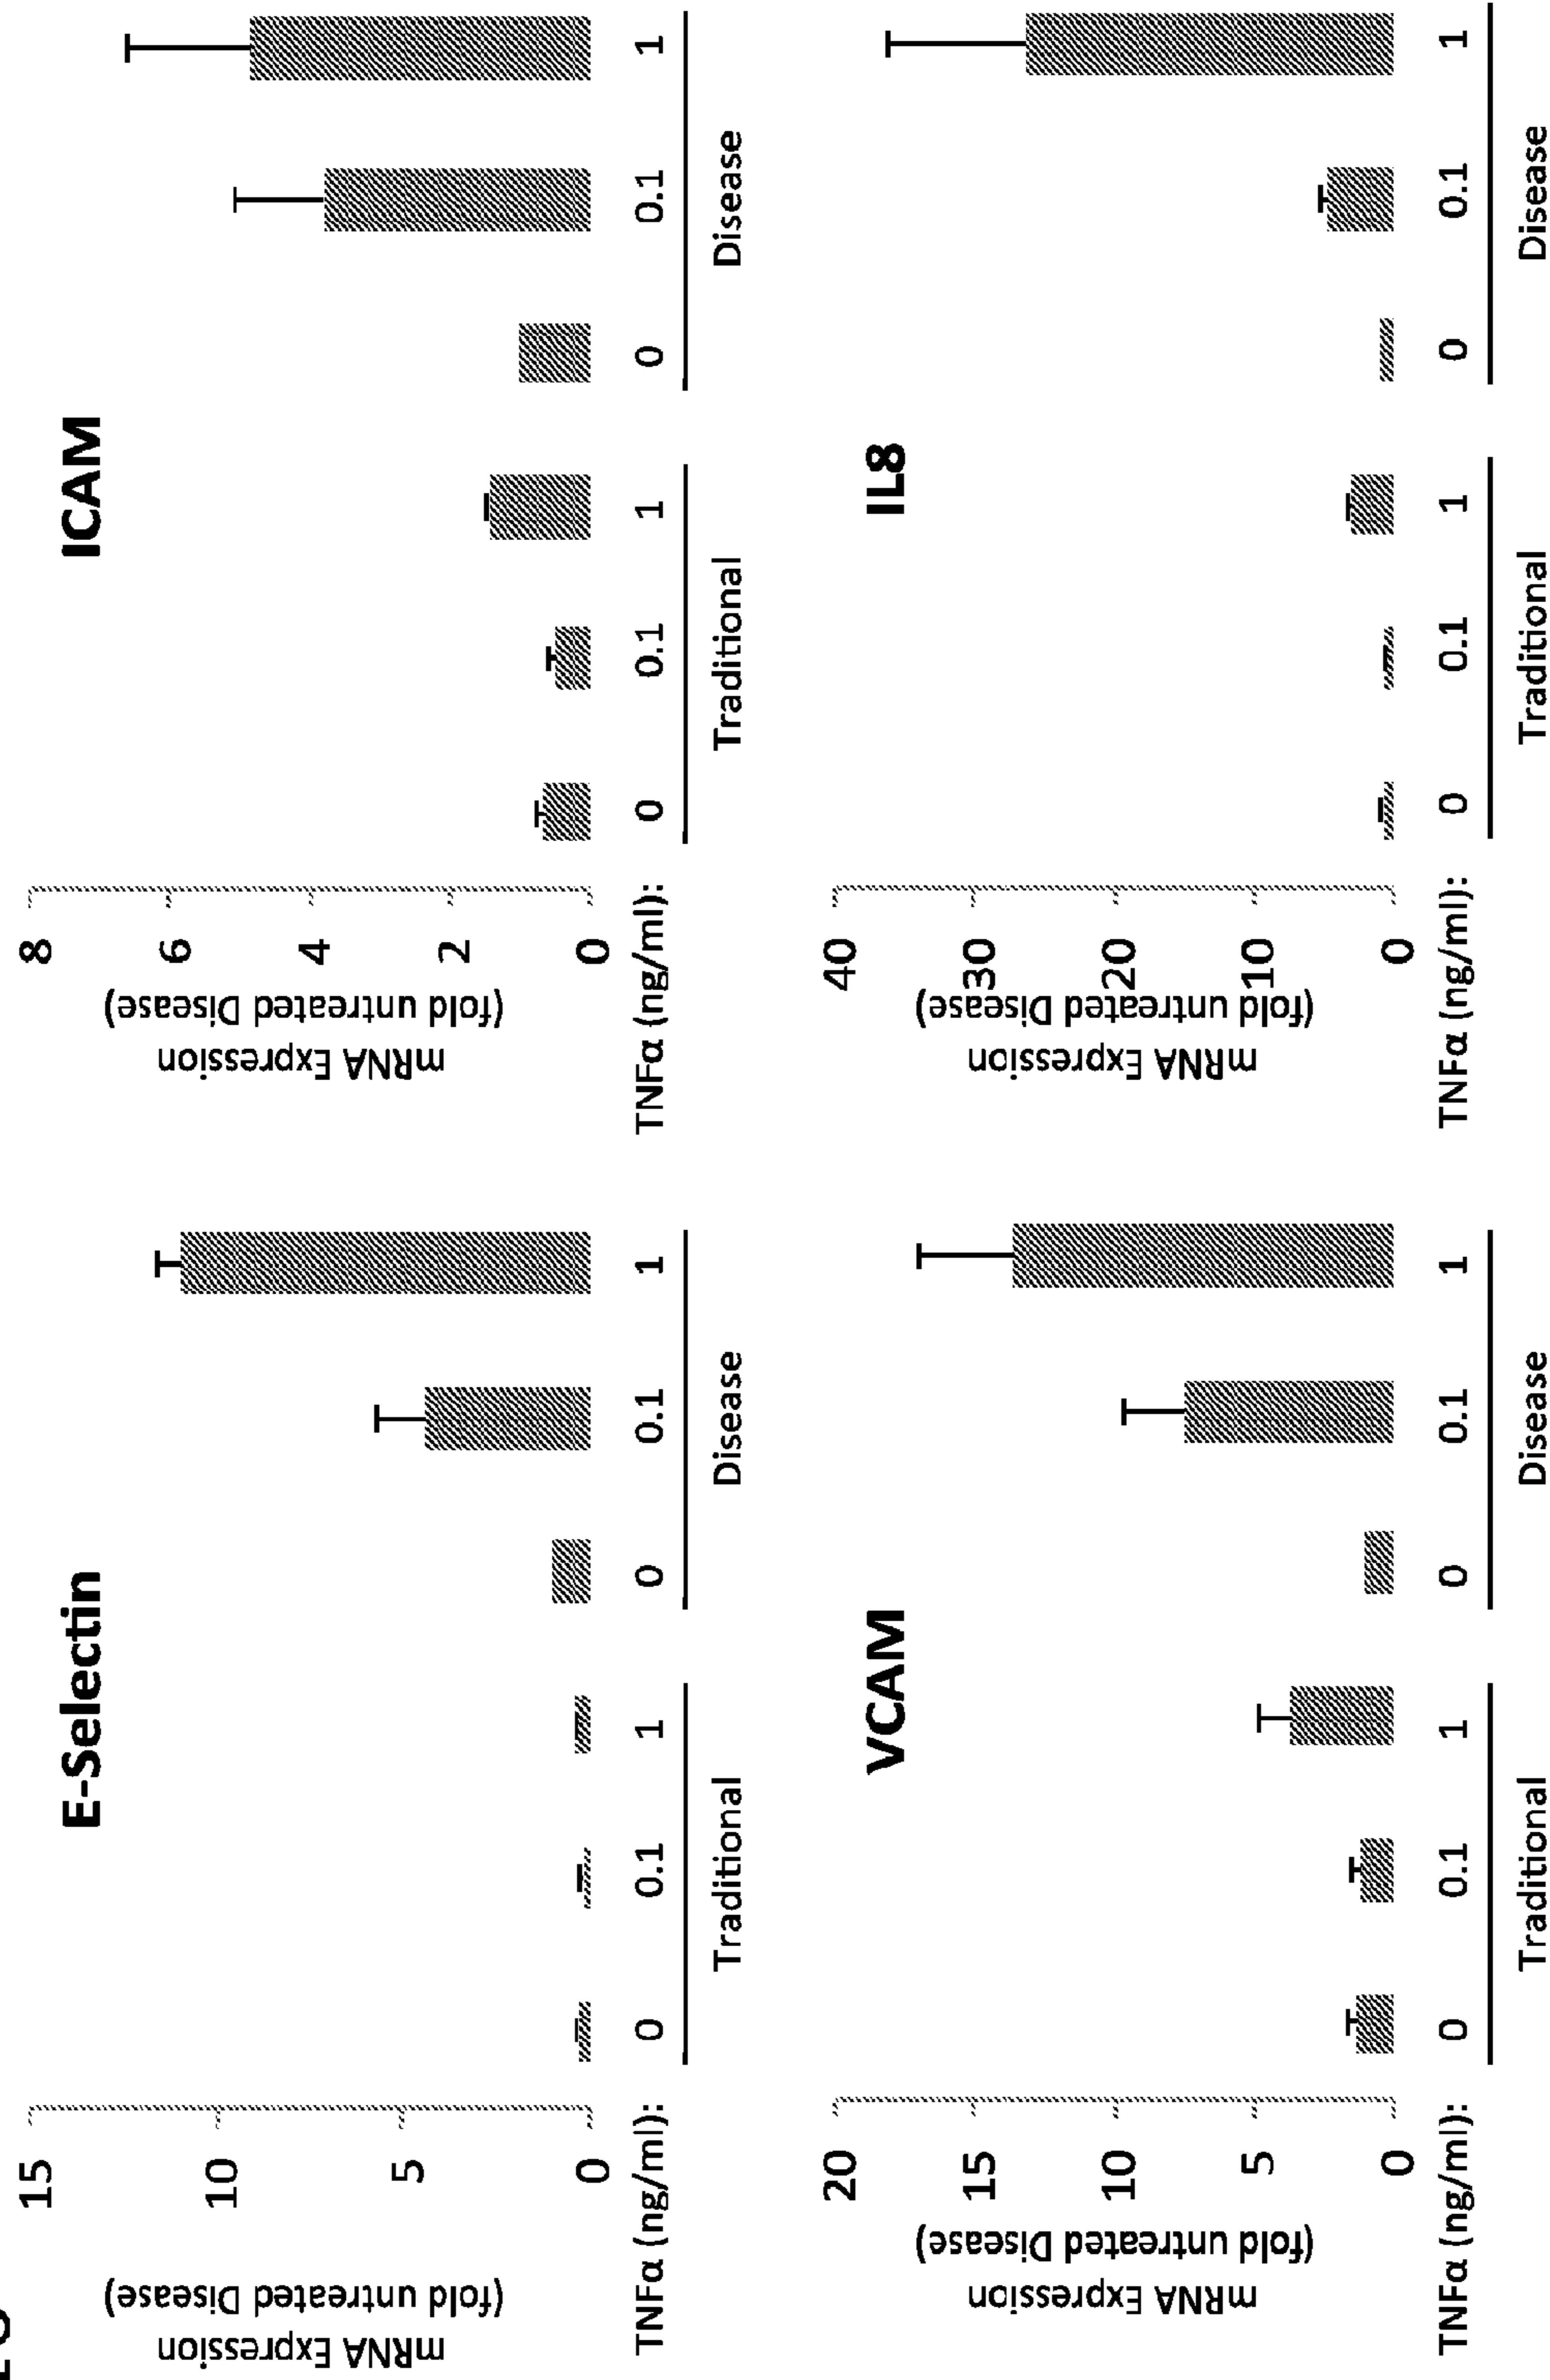 E-Selectin
mRNA Expression
(fold untreated Disease)
15
10
5
0
TNFα (ng/ml): 0 0.1 1 0 0.1 1
Traditional Disease
ICAM
mRNA Expression
(fold untreated Disease)
8
6
4
2
0
TNFα (ng/ml): 0 0.1 1 0 0.1 1
Traditional Disease
VCAM
mRNA Expression
(fold untreated Disease)
20
15
10
5
0
TNFα (ng/ml): 0 0.1 1 0 0.1 1
Traditional Disease
IL8
mRNA Expression
(fold untreated Disease)
40
30
20
10
0
TNFα (ng/ml): 0 0.1 1 0 0.1 1
Traditional Disease